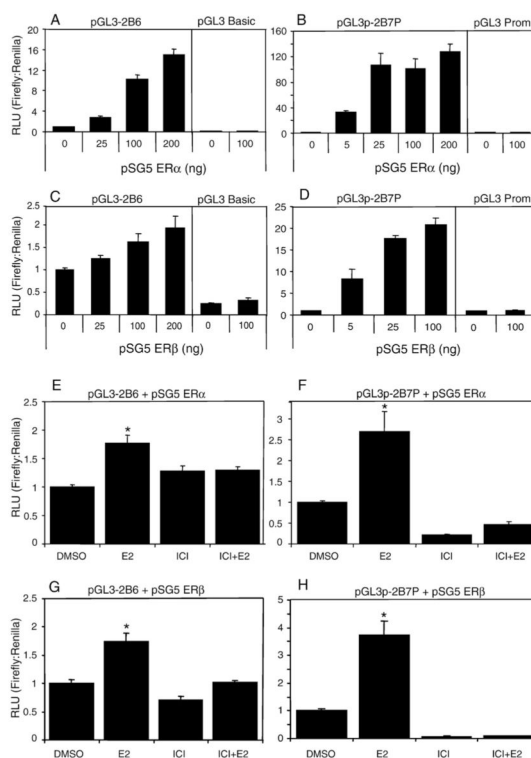 A pGL3-2B6 pGL3 Basic
RLU (Firefly:Renilla)
20
16
12
8
4
0
0 25 100 200 0 100
pSG5 ERα (ng)
B pGL3p-2B7P pGL3 Prom
160
140
120
100
80
60
40
20
0
0 5 25 100 200 0 100
pSG5 ERα (ng)
C pGL3-2B6 pGL3 Basic
RLU (Firefly:Renilla)
2.5
2
1.5
1
0.5
0
0 25 100 200 0 100
pSG5 ERβ (ng)
D pGL3p-2B7P pGL3 Prom
25
20
15
10
5
0
0 5 25 100 0 100
pSG5 ERβ (ng)
E pGL3-2B6 + pSG5 ERα
RLU (Firefly:Renilla)
2.5
2
1.5
1
0.5
0
*
DMSO E2 ICI ICI+E2
F pGL3p-2B7P + pSG5 ERα
3
2.5
2
1.5
1
0.5
0
*
DMSO E2 ICI ICI+E2
G pGL3-2B6 + pSG5 ERβ
RLU (Firefly:Renilla)
2.5
2
1.5
1
0.5
0
*
DMSO E2 ICI ICI+E2
H pGL3p-2B7P + pSG5 ERβ
5
4
3
2
1
0
*
DMSO E2 ICI ICI+E2